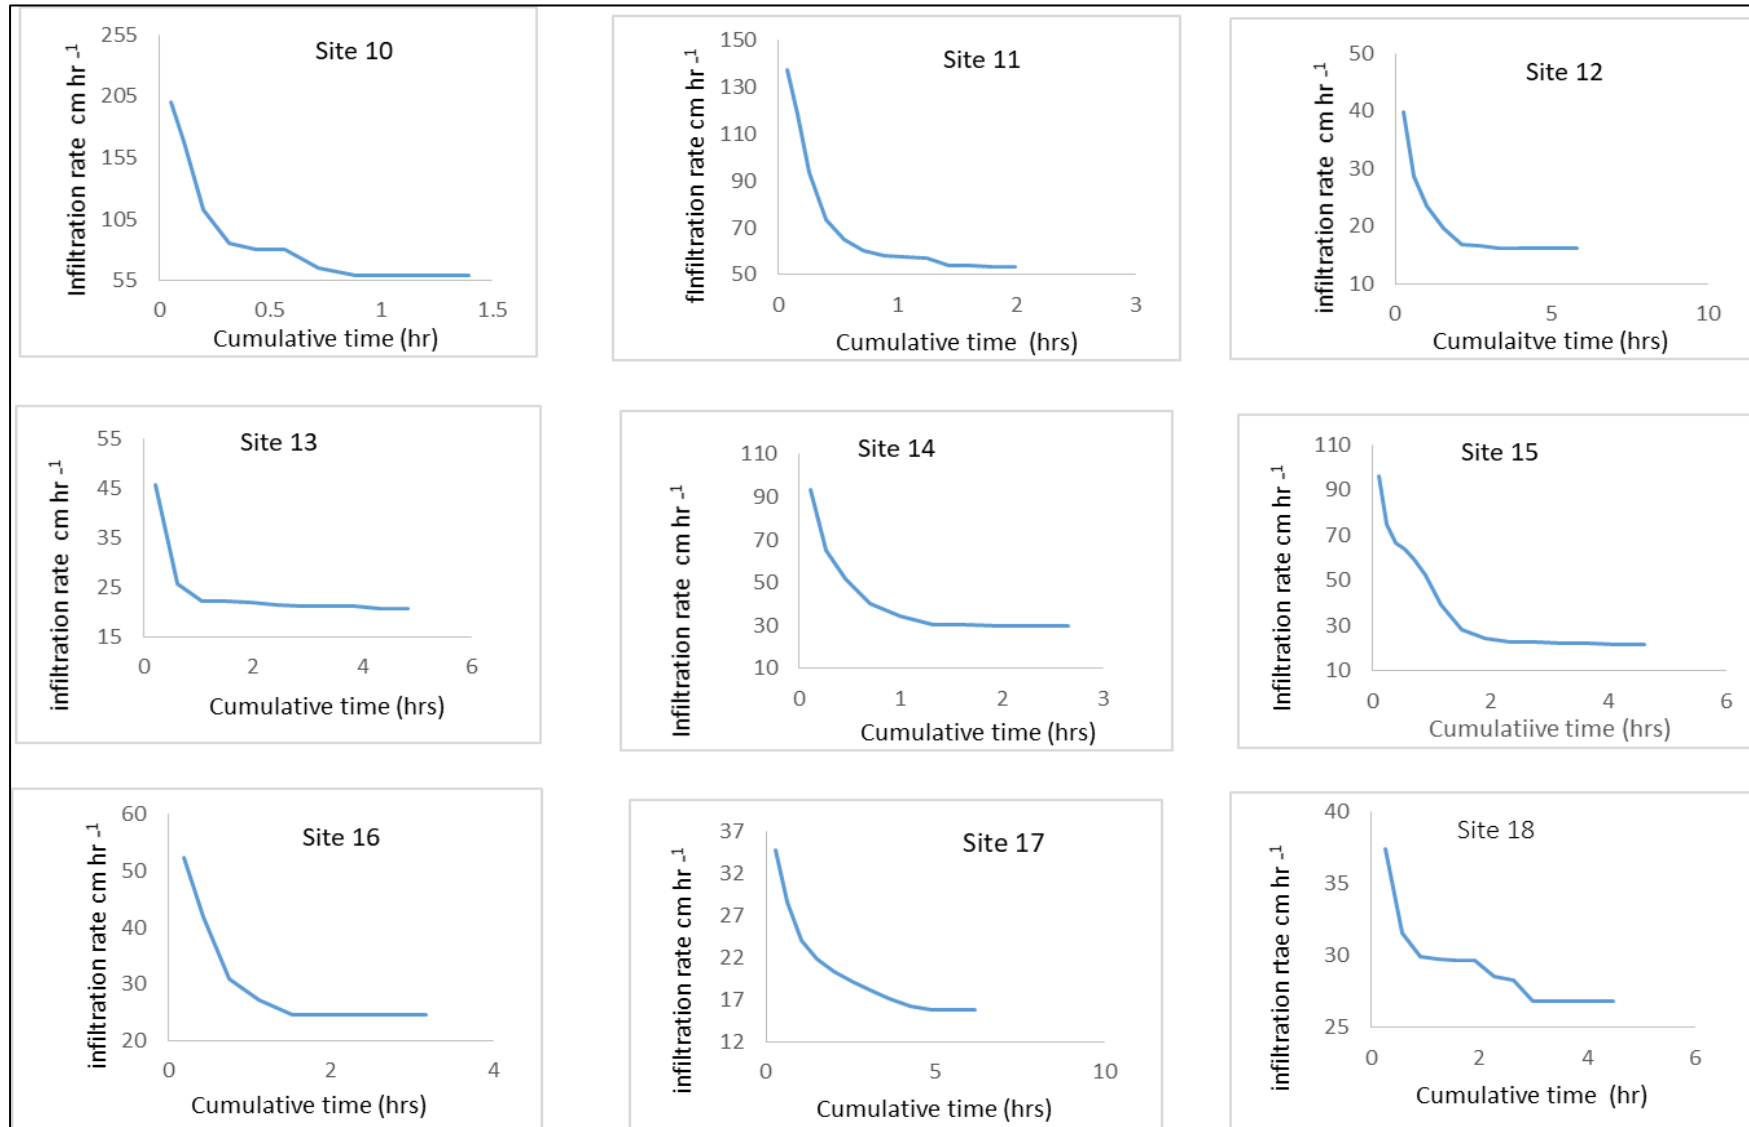 Site 10
Infiltration rate cm hr -1
255
205
155
105
55
0 0.5 1 1.5
Cumulative time (hr)
Site 11
fInfiltration rate cm hr -1
150
130
110
90
70
50
0 1 2 3
Cumulative time (hrs)
Site 12
infiltration rate cm hr -1
50
40
30
20
10
0 5 10
Cumulaitve time (hrs)
Site 13
infiltration rate cm hr -1
55
45
35
25
15
0 2 4 6
Cumulative time (hrs)
Site 14
Infiltration rate cm hr -1
110
90
70
50
30
10
0 1 2 3
Cumulative time (hrs)
Site 15
Infiltration rate cm hr -1
110
90
70
50
30
10
0 2 4 6
Cumulatiive time (hrs)
Site 16
infiltration rate cm hr -1
60
50
40
30
20
0 2 4
Cumulative time (hrs)
Site 17
infiltration rate cm hr -1
37
32
27
22
17
12
0 5 10
Cumulative time (hrs)
Site 18
infiltration rtae cm hr -1
40
35
30
25
0 2 4 6
Cumulative time (hr)